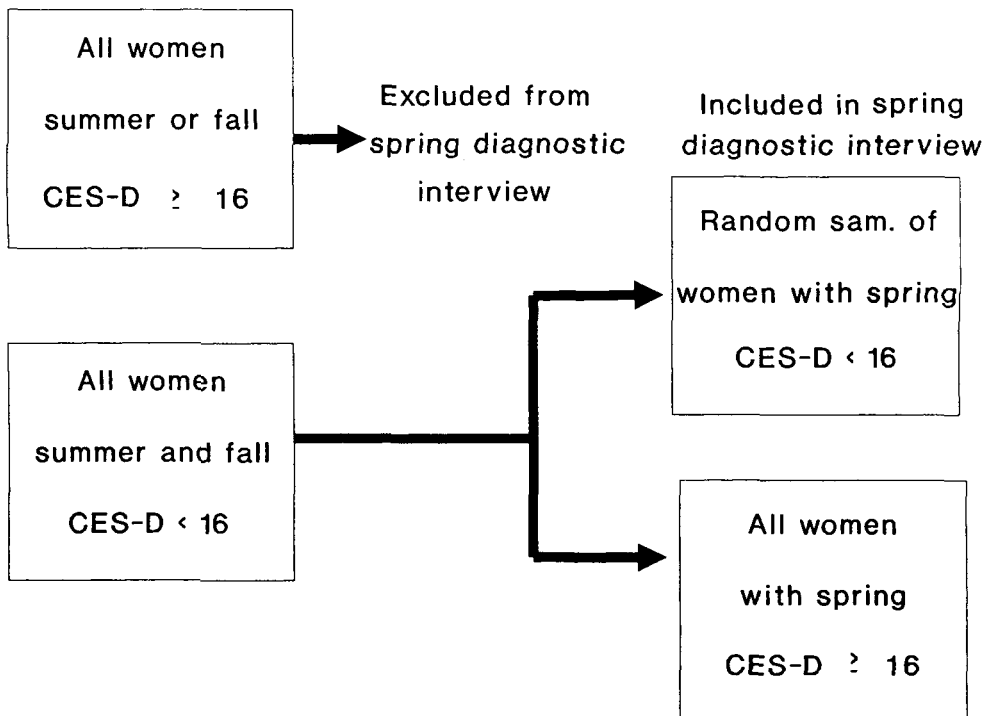 All women
summer or fall
CES-D ≥ 16
Excluded from
spring diagnostic
interview
Included in spring
diagnostic interview
Random sam. of
women with spring
CES-D < 16
All women
summer and fall
CES-D < 16
All women
with spring
CES-D ≥ 16